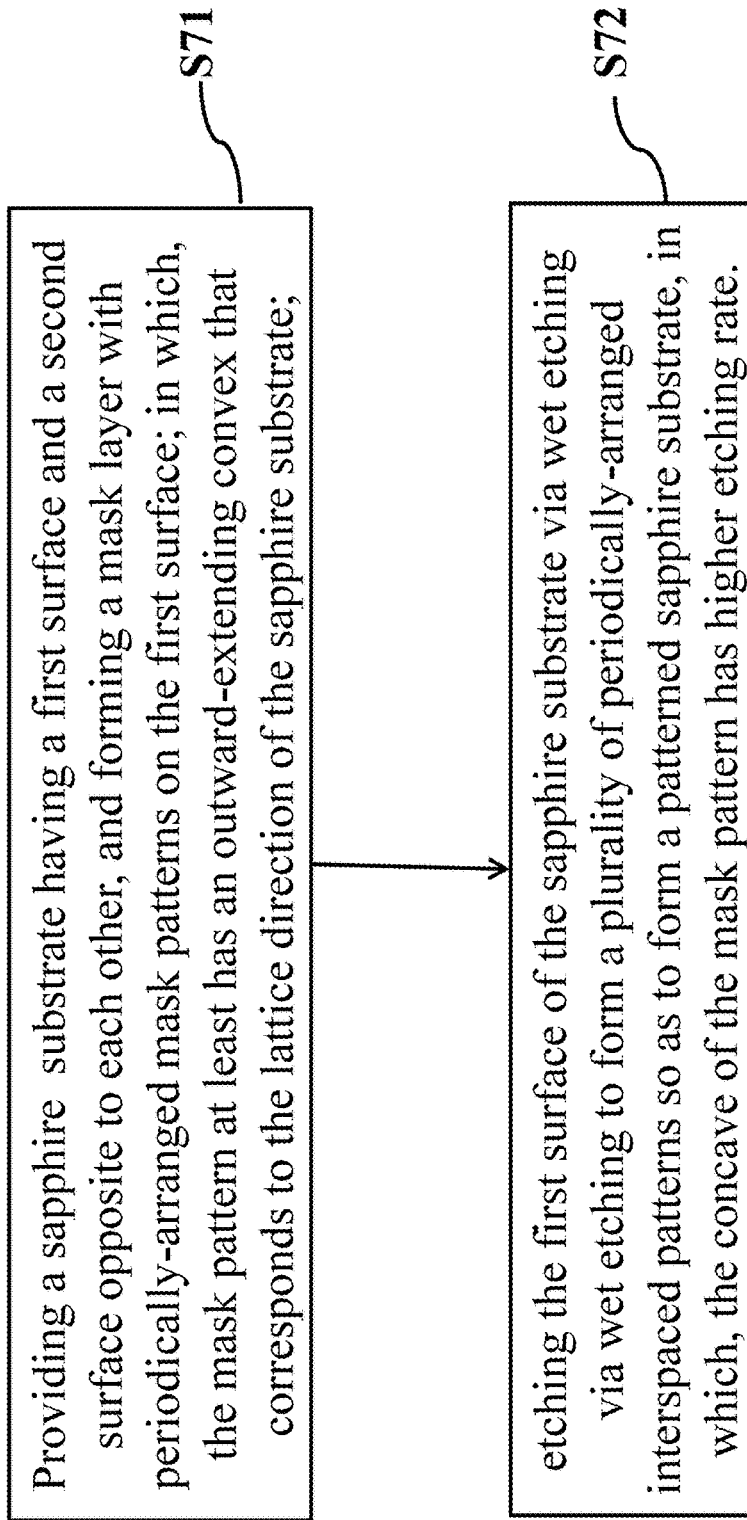 Providing a sapphire substrate having a first surface and a second
surface opposite to each other, and forming a mask layer with
periodically-arranged mask patterns on the first surface; in which,
the mask pattern at least has an outward-extending convex that
corresponds to the lattice direction of the sapphire substrate;
S71
etching the first surface of the sapphire substrate via wet etching
via wet etching to form a plurality of periodically-arranged
interspaced patterns so as to form a patterned sapphire substrate, in
which, the concave of the mask pattern has higher etching rate.
S72